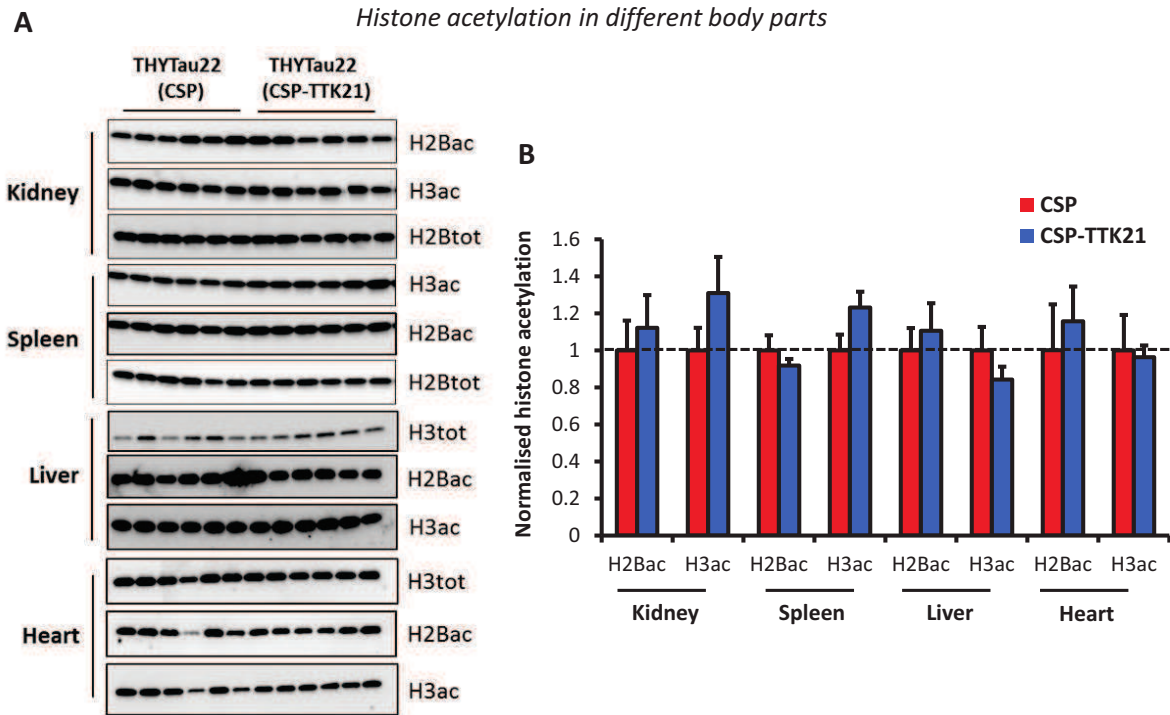 Histone acetylation in different body parts
A
THYTau22
(CSP)
THYTau22
(CSP-TTK21)
Kidney
H2Bac
H3ac
H2Btot
Spleen
H3ac
H2Bac
H2Btot
Liver
H3tot
H2Bac
H3ac
Heart
H3tot
H2Bac
H3ac
B
CSP
CSP-TTK21
Normalised histone acetylation
1.6
1.4
1.2
1
0.8
0.6
0.4
0.2
0
H2Bac H3ac H2Bac H3ac H2Bac H3ac H2Bac H3ac
Kidney Spleen Liver Heart